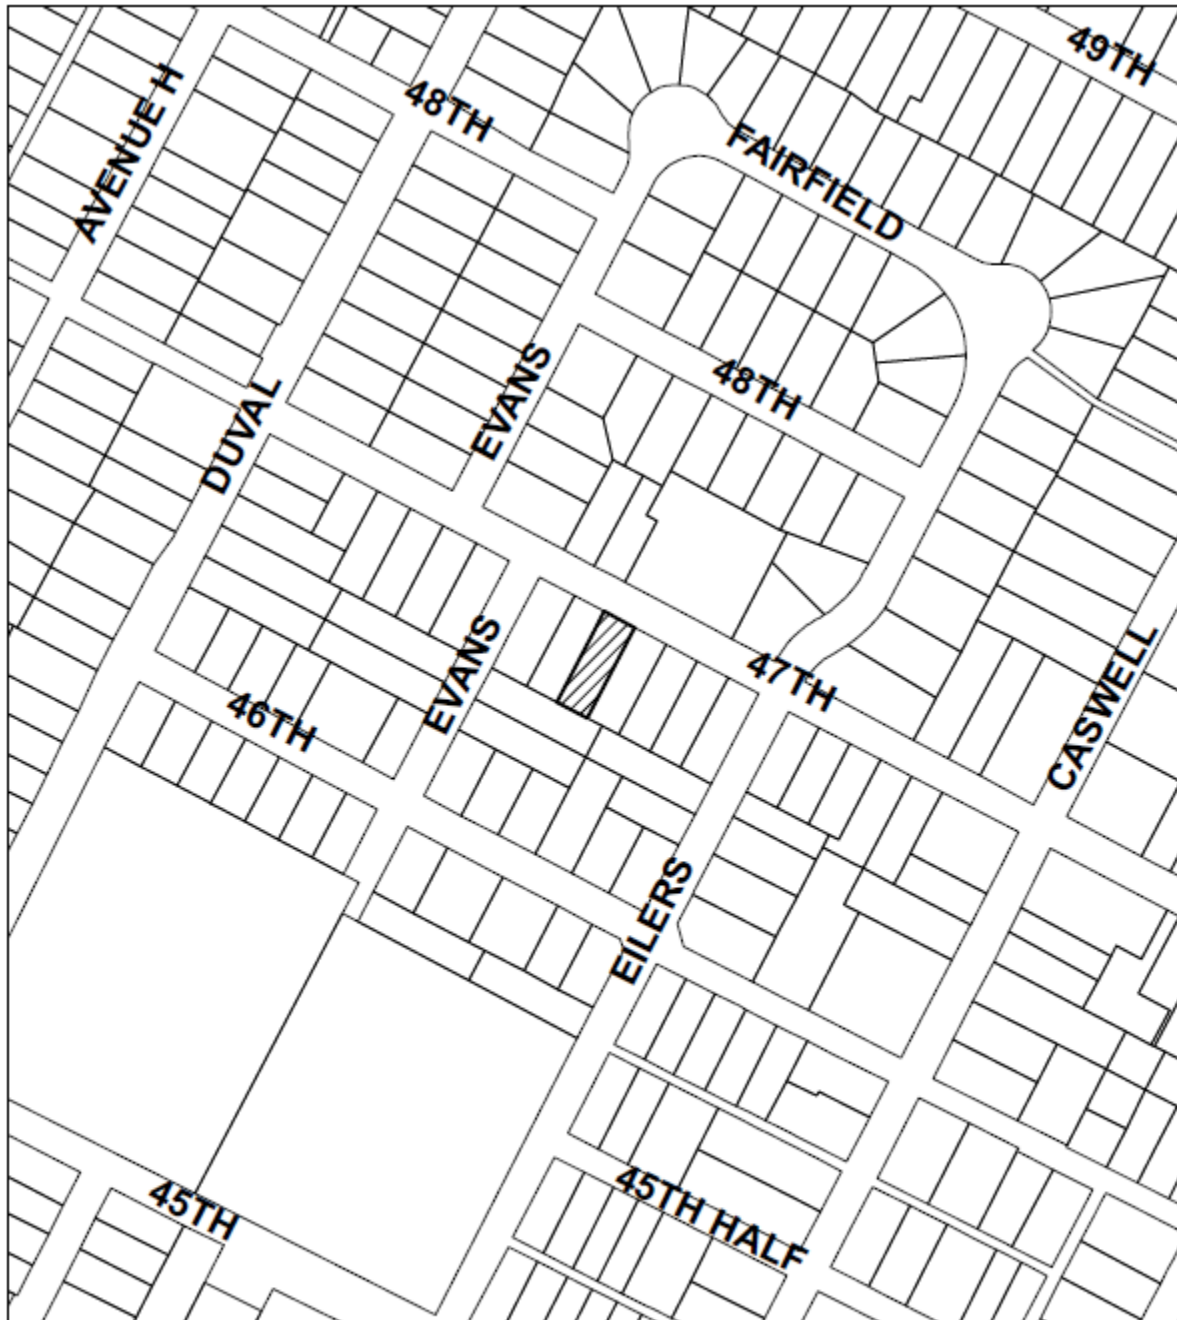 49TH
AVENUE H
48TH
FAIRFIELD
EVANS
48TH
DUVAL
EVANS
47TH
CASWELL
46TH
EILERS
45TH
45TH HALF